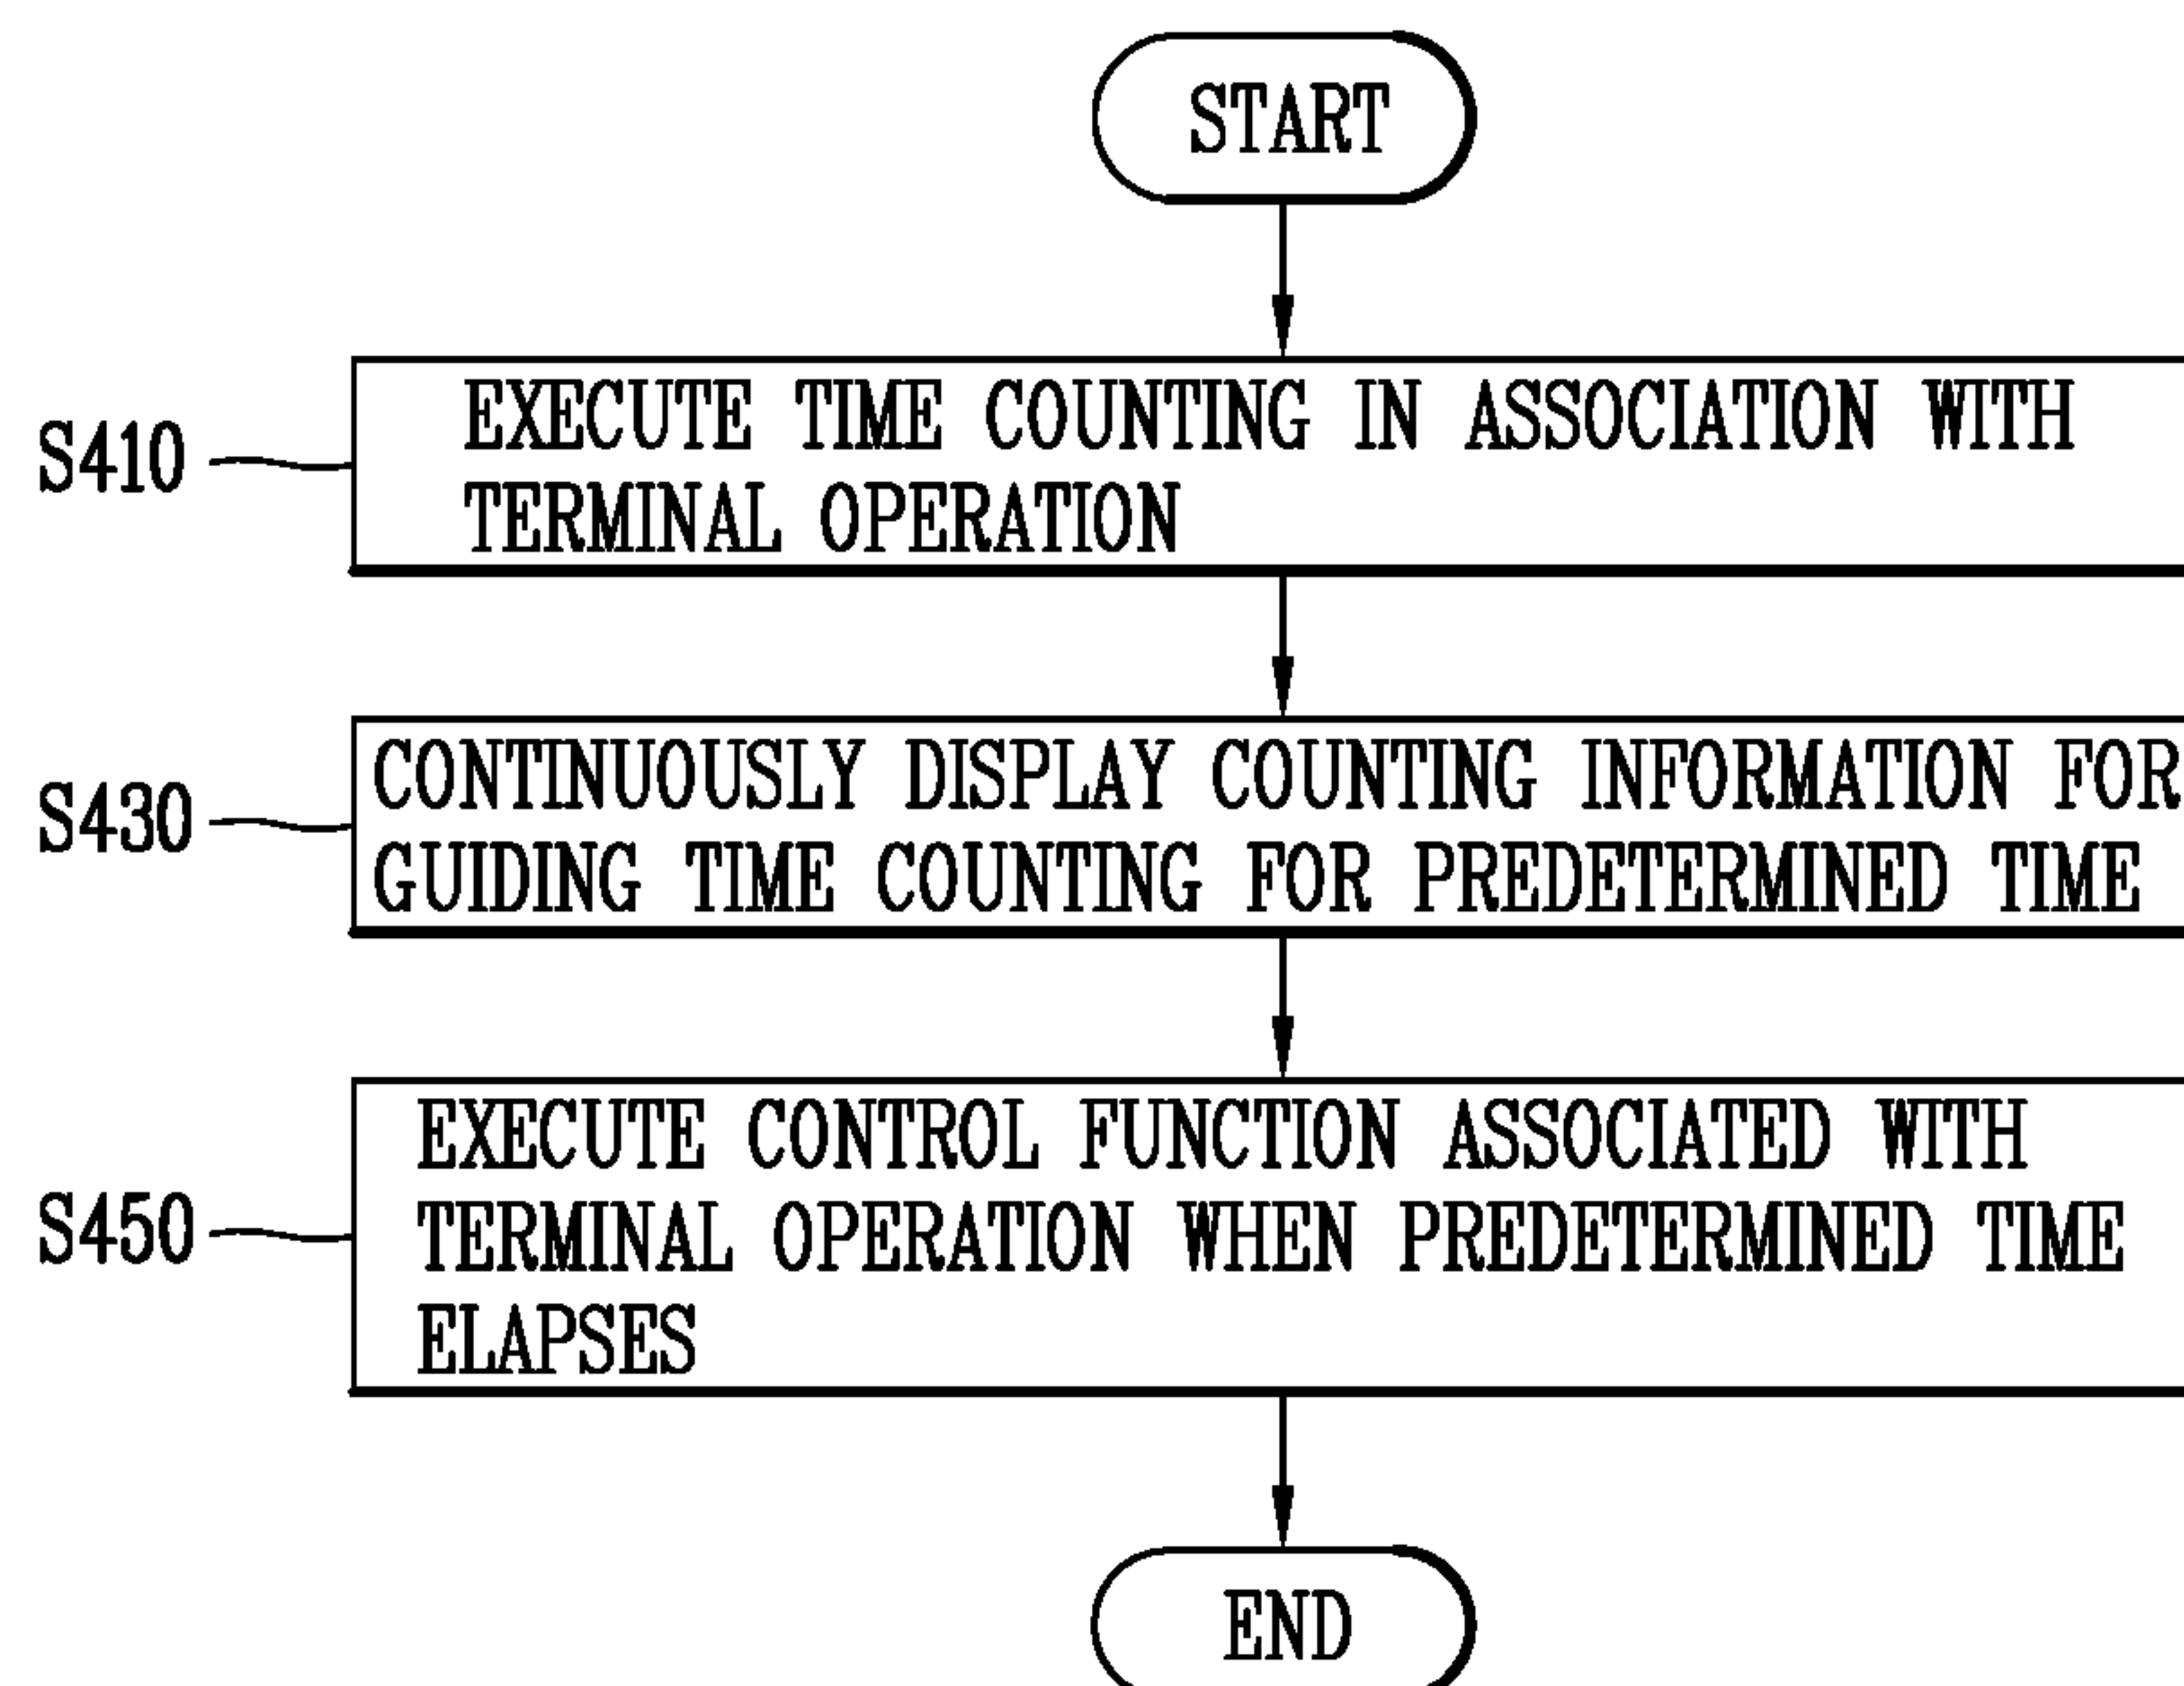 START
S410
EXECUTE TIME COUNTING IN ASSOCIATION WITH
TERMINAL OPERATION
S430
CONTINUOUSLY DISPLAY COUNTING INFORMATION FOR
GUIDING TIME COUNTING FOR PREDETERMINED TIME
S450
EXECUTE CONTROL FUNCTION ASSOCIATED WITH
TERMINAL OPERATION WHEN PREDETERMINED TIME
ELAPSES
END